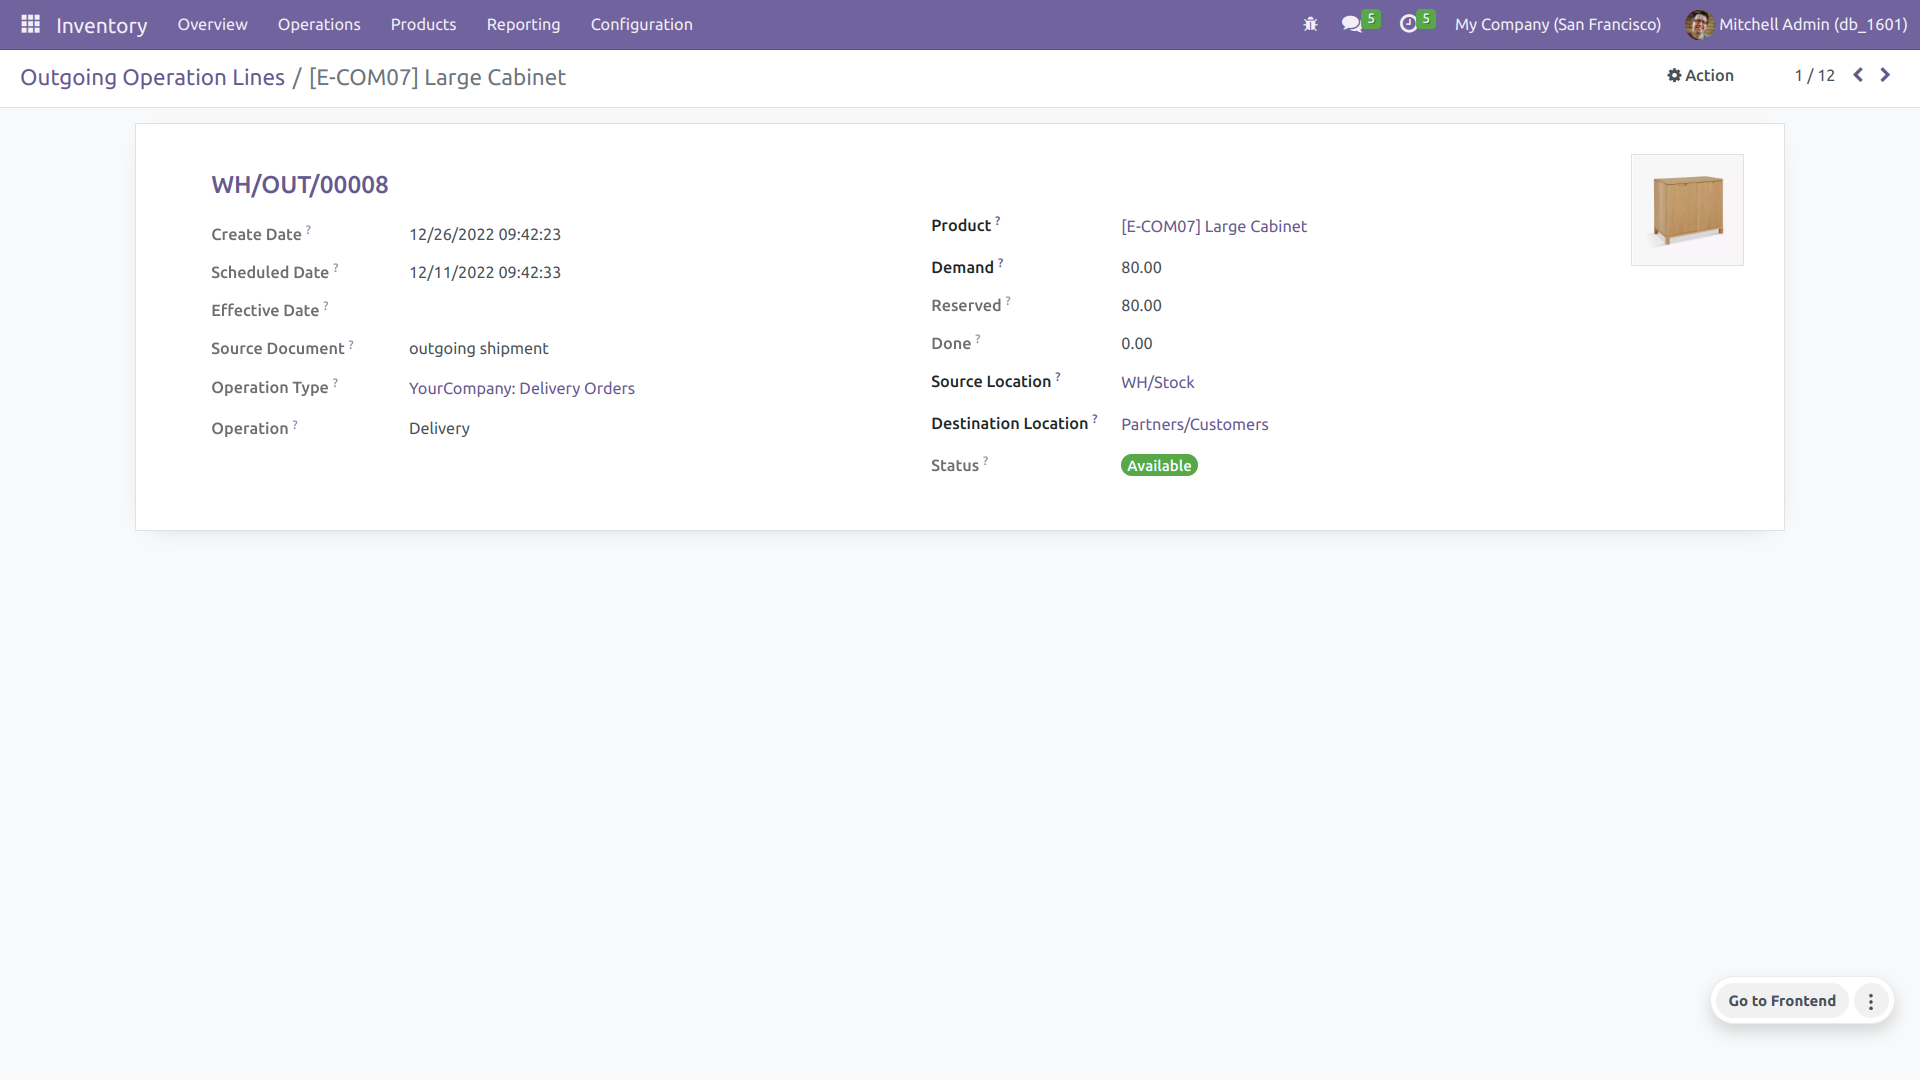 Inventory Overview Operations Products Reporting Configuration 5 5 My Company (San Francisco) Mitchell Admin (db_1601)
Outgoing Operation Lines / [E-COM07] Large Cabinet Action 1 / 12
WH/OUT/00008
Create Date ? 12/26/2022 09:42:23
Scheduled Date ? 12/11/2022 09:42:33
Effective Date ?
Source Document ? outgoing shipment
Operation Type ? YourCompany: Delivery Orders
Operation ? Delivery
Product ? [E-COM07] Large Cabinet
Demand ? 80.00
Reserved ? 80.00
Done ? 0.00
Source Location ? WH/Stock
Destination Location ? Partners/Customers
Status ? Available
Go to Frontend